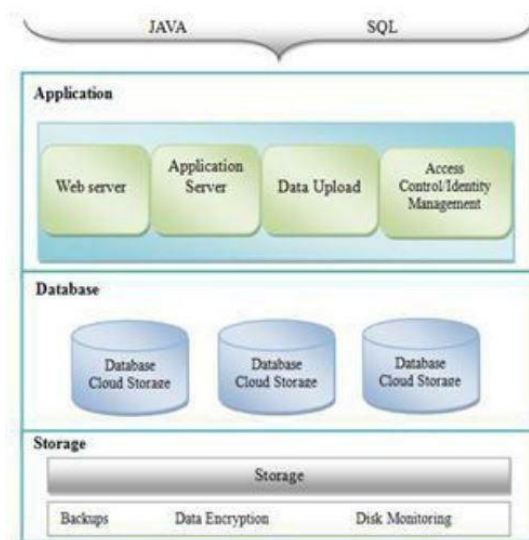 JAVA SQL
Application
Web server
Application
Server
Data Upload
Access
Control/Identity
Management
Database
Database
Cloud Storage
Database
Cloud Storage
Database
Cloud Storage
Storage
Storage
Backups Data Encryption Disk Monitoring